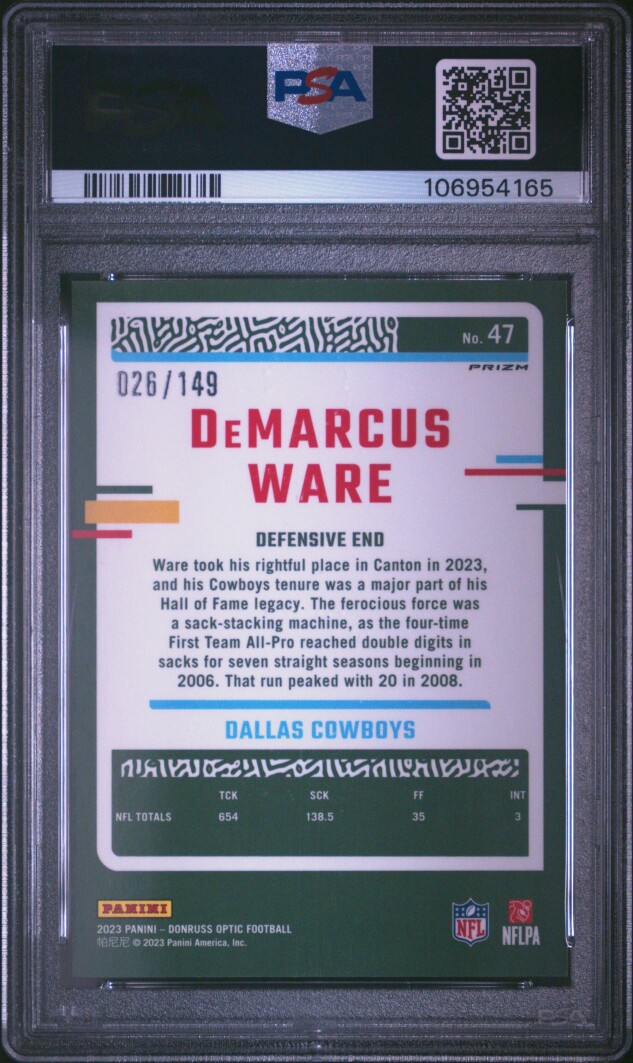 PSA
106954165
No. 47
PRIZM
026/149
DeMARCUS
WARE
DEFENSIVE END
Ware took his rightful place in Canton in 2023,
and his Cowboys tenure was a major part of his
Hall of Fame legacy. The ferocious force was
a sack-stacking machine, as the four-time
First Team All-Pro reached double digits in
sacks for seven straight seasons beginning in
2006. That run peaked with 20 in 2008.
DALLAS COWBOYS
TCK SCK FF INT
NFL TOTALS 654 138.5 35 3
PANINI
2023 PANINI – DONRUSS OPTIC FOOTBALL
帕尼尼 © 2023 Panini America, Inc.
NFL
NFLPA
PSA